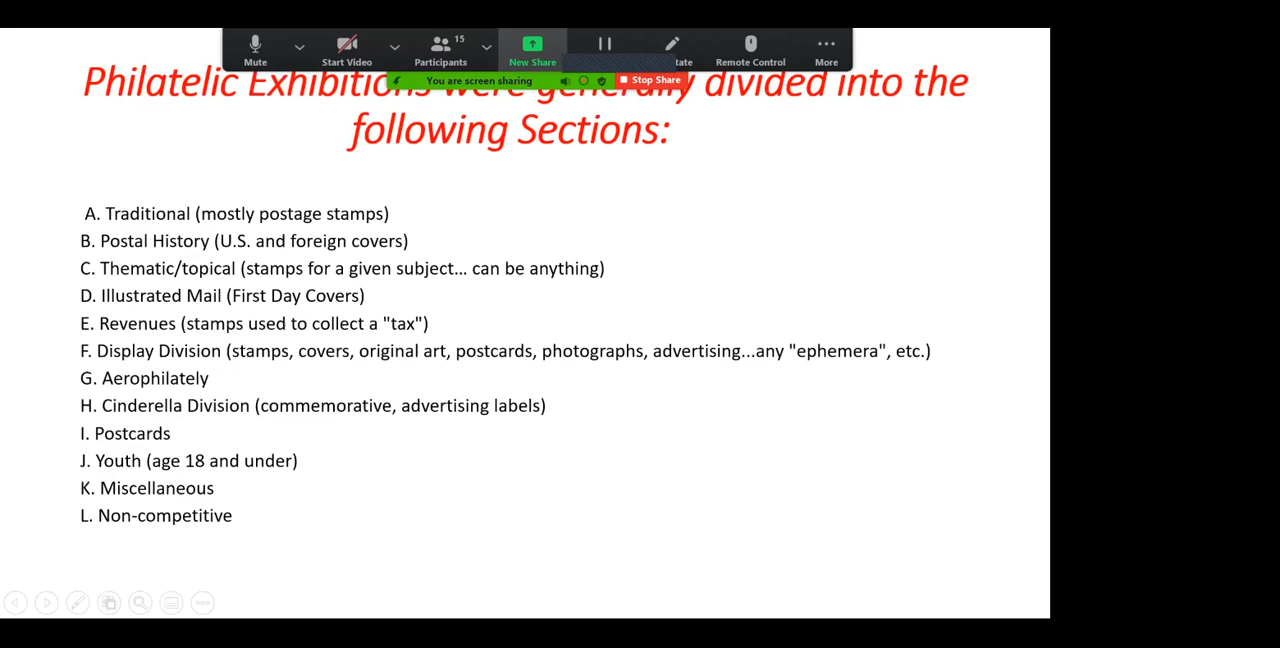 15
Mute
Start Video
Participants
New Share
tate
Remote Control
More
You are screen sharing
Stop Share
Philatelic Exhibitions were generally divided into the
following Sections:
A. Traditional (mostly postage stamps)
B. Postal History (U.S. and foreign covers)
C. Thematic/topical (stamps for a given subject... can be anything)
D. Illustrated Mail (First Day Covers)
E. Revenues (stamps used to collect a "tax")
F. Display Division (stamps, covers, original art, postcards, photographs, advertising...any "ephemera", etc.)
G. Aerophilately
H. Cinderella Division (commemorative, advertising labels)
I. Postcards
J. Youth (age 18 and under)
K. Miscellaneous
L. Non-competitive